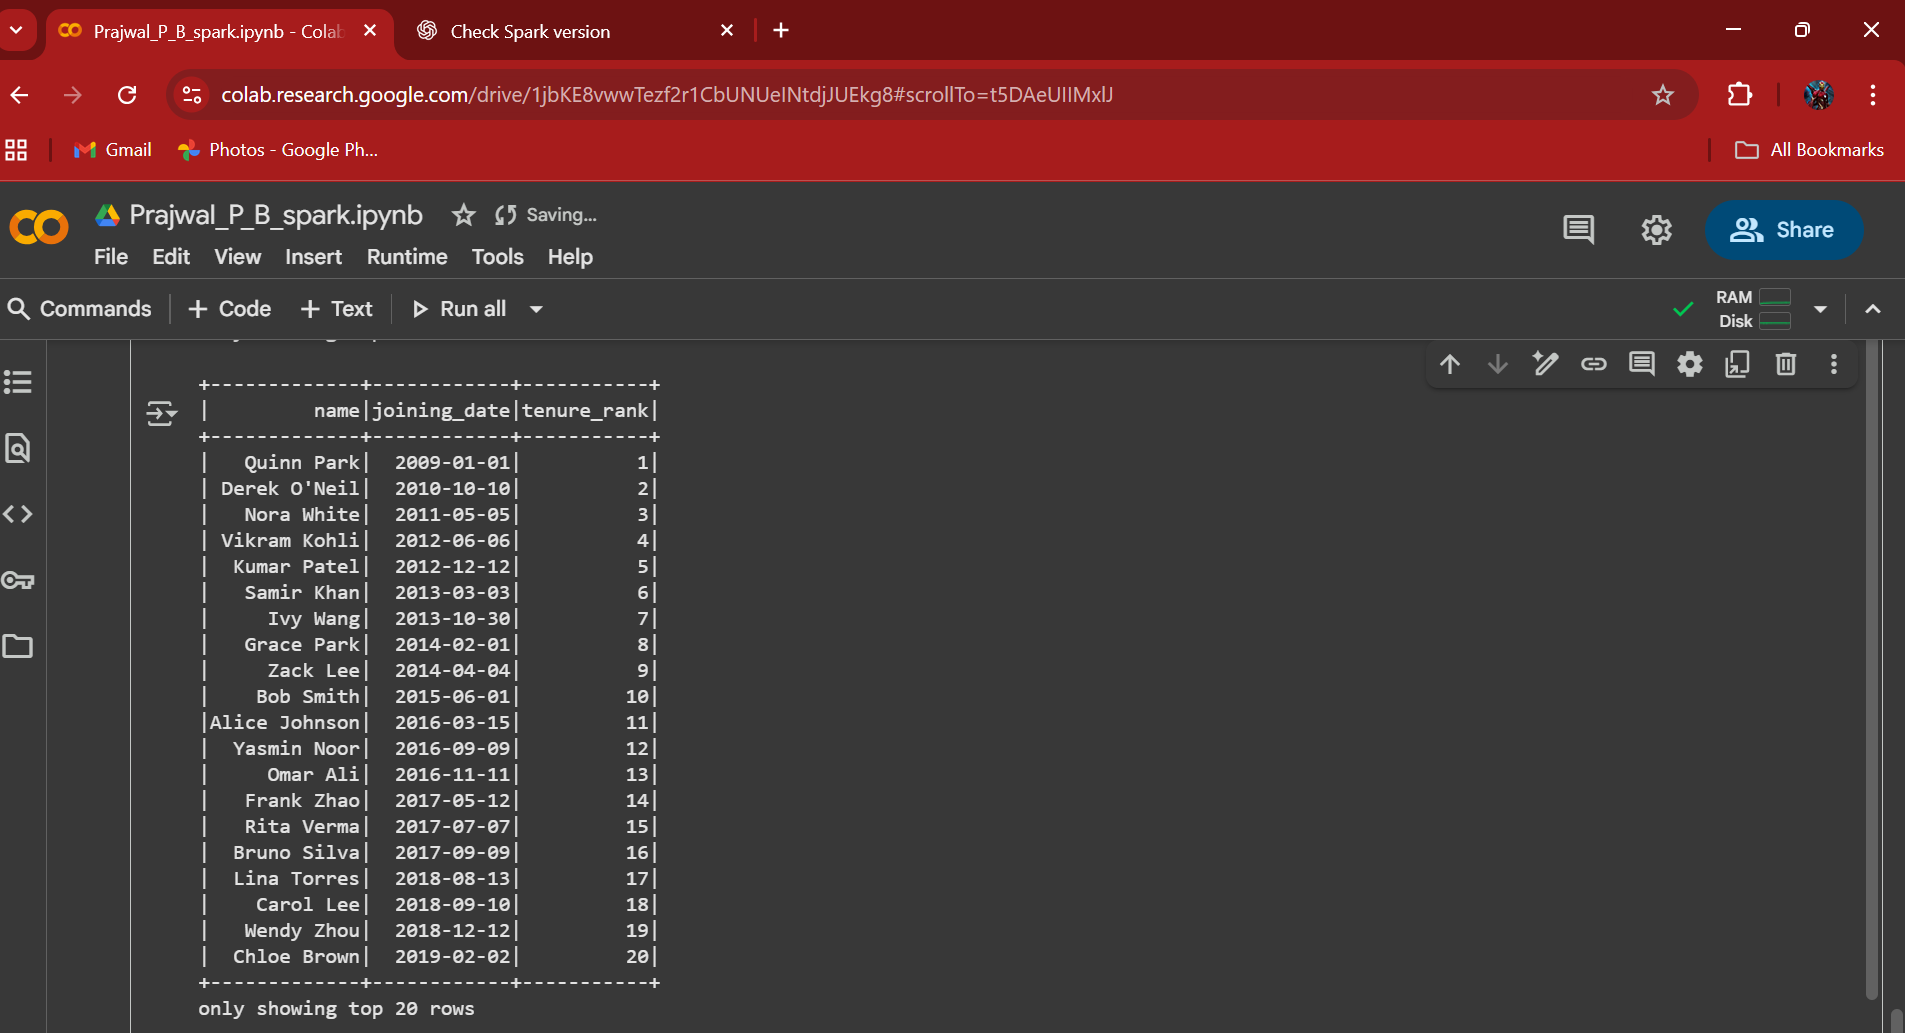 Prajwal_P_B_spark.ipynb - Colab
Check Spark version
colab.research.google.com/drive/1jbKE8vwwTezf2r1CbUNUeINtdjJUEkg8#scrollTo=t5DAeUIIMxlJ
Gmail
Photos - Google Ph...
All Bookmarks
Prajwal_P_B_spark.ipynb
Saving...
Share
File Edit View Insert Runtime Tools Help
Commands + Code + Text Run all
RAM
Disk
+-------------+------------+-----------+
|         name|joining_date|tenure_rank|
+-------------+------------+-----------+
|   Quinn Park|  2009-01-01|          1|
| Derek O'Neil|  2010-10-10|          2|
|   Nora White|  2011-05-05|          3|
| Vikram Kohli|  2012-06-06|          4|
|  Kumar Patel|  2012-12-12|          5|
|   Samir Khan|  2013-03-03|          6|
|     Ivy Wang|  2013-10-30|          7|
|   Grace Park|  2014-02-01|          8|
|     Zack Lee|  2014-04-04|          9|
|    Bob Smith|  2015-06-01|         10|
|Alice Johnson|  2016-03-15|         11|
|  Yasmin Noor|  2016-09-09|         12|
|     Omar Ali|  2016-11-11|         13|
|   Frank Zhao|  2017-05-12|         14|
|   Rita Verma|  2017-07-07|         15|
|  Bruno Silva|  2017-09-09|         16|
|  Lina Torres|  2018-08-13|         17|
|    Carol Lee|  2018-09-10|         18|
|   Wendy Zhou|  2018-12-12|         19|
|  Chloe Brown|  2019-02-02|         20|
+-------------+------------+-----------+
only showing top 20 rows